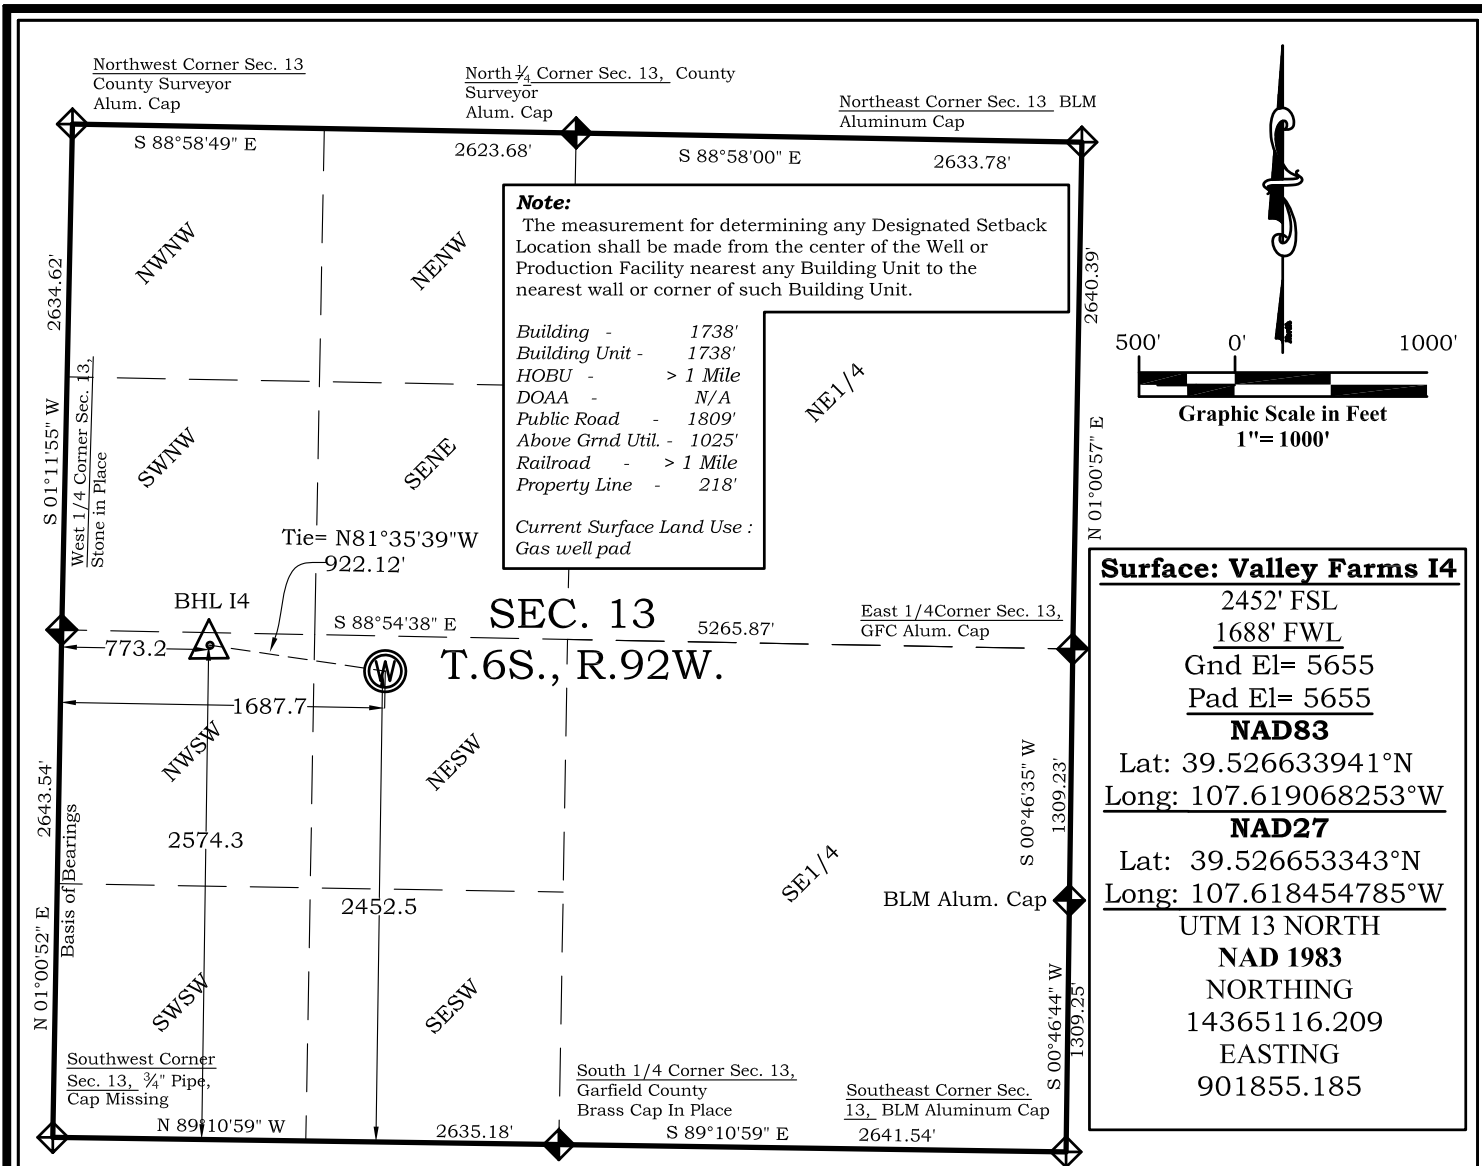 Northwest Corner Sec. 13
County Surveyor
Alum. Cap
North 1/4 Corner Sec. 13, County
Surveyor
Alum. Cap
Northeast Corner Sec. 13 BLM
Aluminum Cap
S 88°58'49" E
2623.68'
S 88°58'00" E
2633.78'
Note:
The measurement for determining any Designated Setback
Location shall be made from the center of the Well or
Production Facility nearest any Building Unit to the
nearest wall or corner of such Building Unit.
Building - 1738'
Building Unit - 1738'
HOBU - > 1 Mile
DOAA - N/A
Public Road - 1809'
Above Grnd Util. - 1025'
Railroad - > 1 Mile
Property Line - 218'
Current Surface Land Use :
Gas well pad
NWNW
NENW
2634.62'
S 01°11'55" W
West 1/4 Corner Sec. 13,
Stone in Place
SWNW
SENE
NE1/4
2640.39'
N 01°00'57" E
500' 0' 1000'
Graphic Scale in Feet
1"= 1000'
Tie= N81°35'39"W
922.12'
BHL I4
S 88°54'38" E
SEC. 13
T.6S., R.92W.
5265.87'
East 1/4Corner Sec. 13,
GFC Alum. Cap
773.2
W
1687.7
NWSW
NESW
2643.54'
N 01°00'52" E
Basis of Bearings
2574.3
2452.5
SE1/4
S 00°46'35" W
1309.23'
BLM Alum. Cap
S 00°46'44" W
1309.25'
SWSW
SESW
Southwest Corner
Sec. 13, ¾" Pipe,
Cap Missing
N 89°10'59" W
2635.18'
South 1/4 Corner Sec. 13,
Garfield County
Brass Cap In Place
S 89°10'59" E
Southeast Corner Sec.
13, BLM Aluminum Cap
2641.54'
Surface: Valley Farms I4
2452' FSL
1688' FWL
Gnd El= 5655
Pad El= 5655
NAD83
Lat: 39.526633941°N
Long: 107.619068253°W
NAD27
Lat: 39.526653343°N
Long: 107.618454785°W
UTM 13 NORTH
NAD 1983
NORTHING
14365116.209
EASTING
901855.185